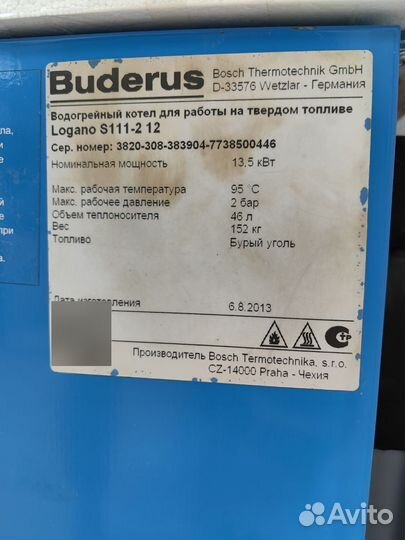 Buderus
Bosch Thermotechnik GmbH
D-33576 Wetzlar - Германия
Водогрейный котел для работы на твердом топливе
Logano S111-2 12
Сер. номер: 3820-308-383904-7738500446
Номинальная мощность 13,5 кВт
Макс. рабочая температура 95 °C
Макс. рабочее давление 2 бар
Объем теплоносителя 46 л
Вес 152 кг
Топливо Бурый уголь
Дата изготовления 6.8.2013
Производитель Bosch Termotechnika, s.r.o.
CZ-14000 Praha - Чехия
при
Avito